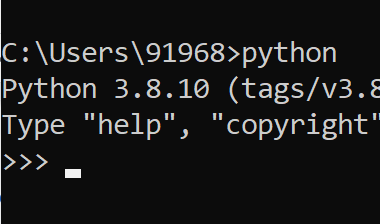 C:\Users\91968>python
Python 3.8.10 (tags/v3.8
Type "help", "copyright"
>>>